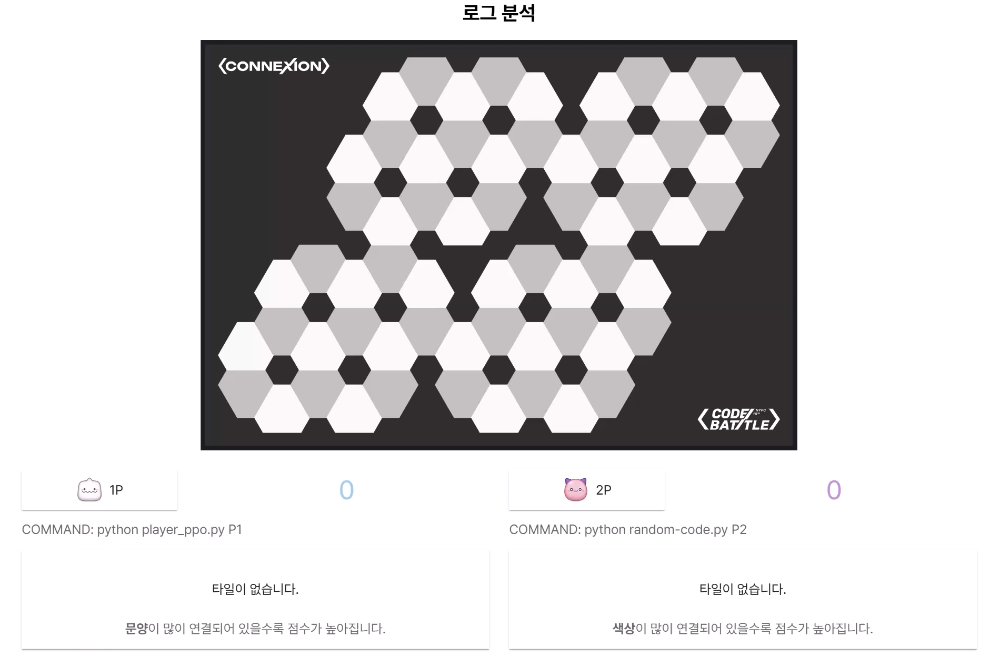 로그 분석
CONNEXION
NYPC
10th
CODE
BATTLE
1P
0
2P
0
COMMAND: python player_ppo.py P1
COMMAND: python random-code.py P2
타일이 없습니다.
타일이 없습니다.
문양이 많이 연결되어 있을수록 점수가 높아집니다.
색상이 많이 연결되어 있을수록 점수가 높아집니다.